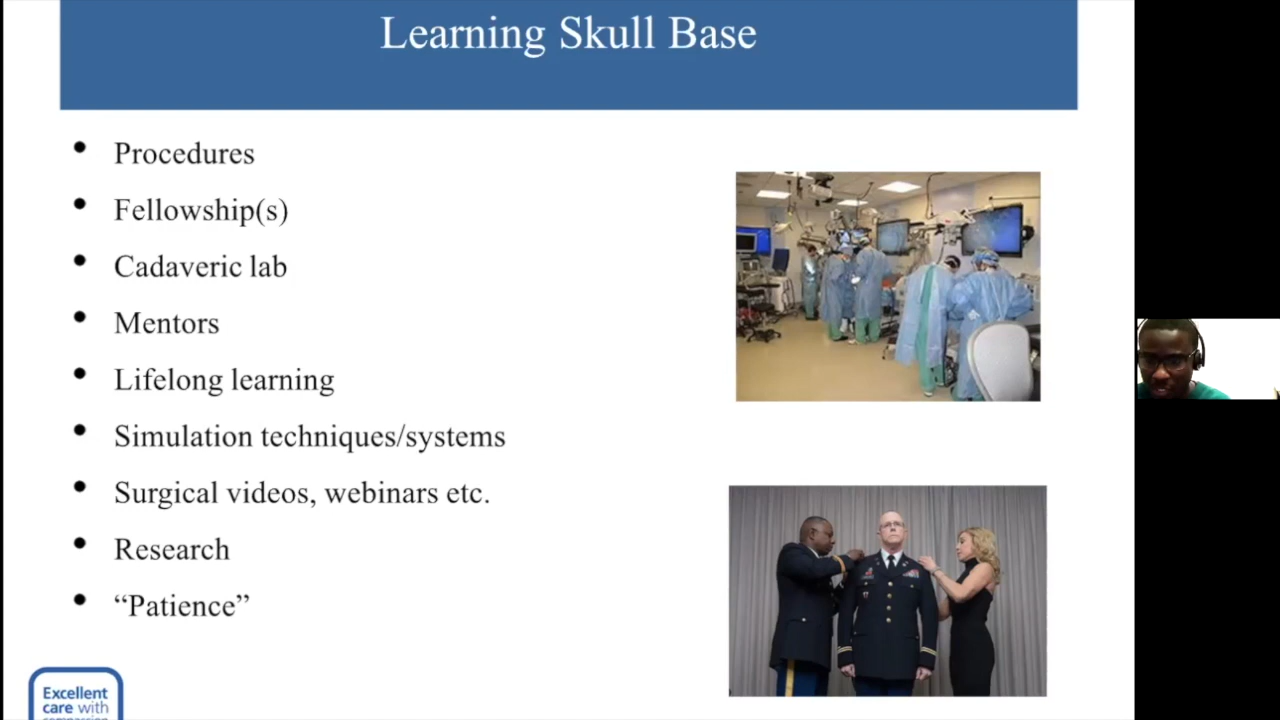 Learning Skull Base
• Procedures
• Fellowship(s)
• Cadaveric lab
• Mentors
• Lifelong learning
• Simulation techniques/systems
• Surgical videos, webinars etc.
• Research
• “Patience”
Excellent
care with
compassion